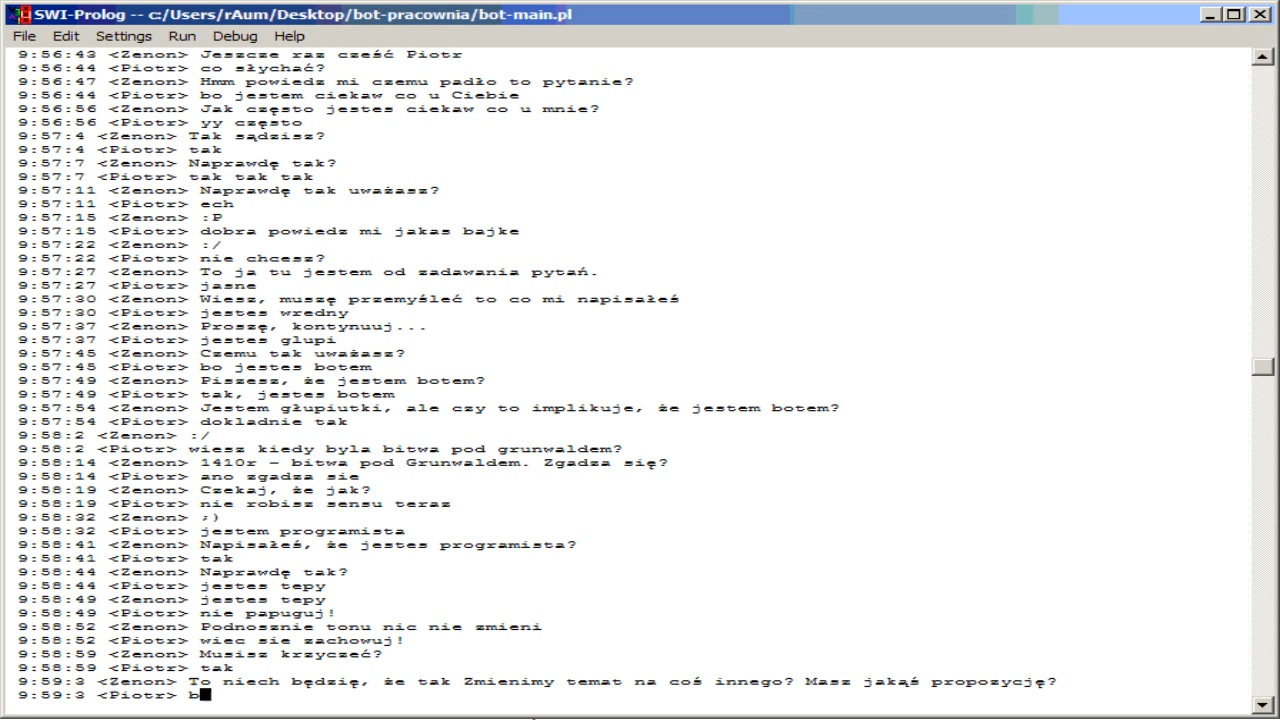 SWI-Prolog -- c:/Users/rAum/Desktop/bot-pracownia/bot-main.pl
File Edit Settings Run Debug Help
9:56:43 <Zenon> Jeszcze raz cześć Piotr
9:56:44 <Piotr> co słychać?
9:56:47 <Zenon> Hmm powiedz mi czemu padło to pytanie?
9:56:44 <Piotr> bo jestem ciekaw co u Ciebie
9:56:56 <Zenon> Jak często jestes ciekaw co u mnie?
9:56:56 <Piotr> yy często
9:57:4 <Zenon> Tak sądzisz?
9:57:4 <Piotr> tak
9:57:7 <Zenon> Naprawdę tak?
9:57:7 <Piotr> tak tak tak
9:57:11 <Zenon> Naprawdę tak uważasz?
9:57:11 <Piotr> ech
9:57:15 <Zenon> :P
9:57:15 <Piotr> dobra powiedz mi jakas bajke
9:57:22 <Zenon> :/
9:57:22 <Piotr> nie chcesz?
9:57:27 <Zenon> To ja tu jestem od zadawania pytań.
9:57:27 <Piotr> jasne
9:57:30 <Zenon> Wiesz, muszę przemyśleć to co mi napisałeś
9:57:30 <Piotr> jestes wredny
9:57:37 <Zenon> Proszę, kontynuuj...
9:57:37 <Piotr> jestes glupi
9:57:45 <Zenon> Czemu tak uważasz?
9:57:45 <Piotr> bo jestes botem
9:57:49 <Zenon> Piszesz, że jestem botem?
9:57:49 <Piotr> tak, jestes botem
9:57:54 <Zenon> Jestem głupiutki, ale czy to implikuje, że jestem botem?
9:57:54 <Piotr> dokladnie tak
9:58:2 <Zenon> :/
9:58:2 <Piotr> wiesz kiedy byla bitwa pod grunwaldem?
9:58:14 <Zenon> 1410r - bitwa pod Grunwaldem. Zgadza się?
9:58:14 <Piotr> ano zgadza sie
9:58:19 <Zenon> Czekaj, że jak?
9:58:19 <Piotr> nie robisz sensu teraz
9:58:32 <Zenon> ;)
9:58:32 <Piotr> jestem programista
9:58:41 <Zenon> Napisałeś, że jestes programista?
9:58:41 <Piotr> tak
9:58:44 <Zenon> Naprawdę tak?
9:58:44 <Piotr> jestes tepy
9:58:49 <Zenon> jestes tepy
9:58:49 <Piotr> nie papuguj!
9:58:52 <Zenon> Podnosznie tonu nic nie zmieni
9:58:52 <Piotr> wiec sie zachowuj!
9:58:59 <Zenon> Musisz krzyczeć?
9:58:59 <Piotr> tak
9:59:3 <Zenon> To niech będzię, że tak Zmienimy temat na coś innego? Masz jakąś propozycję?
9:59:3 <Piotr> b